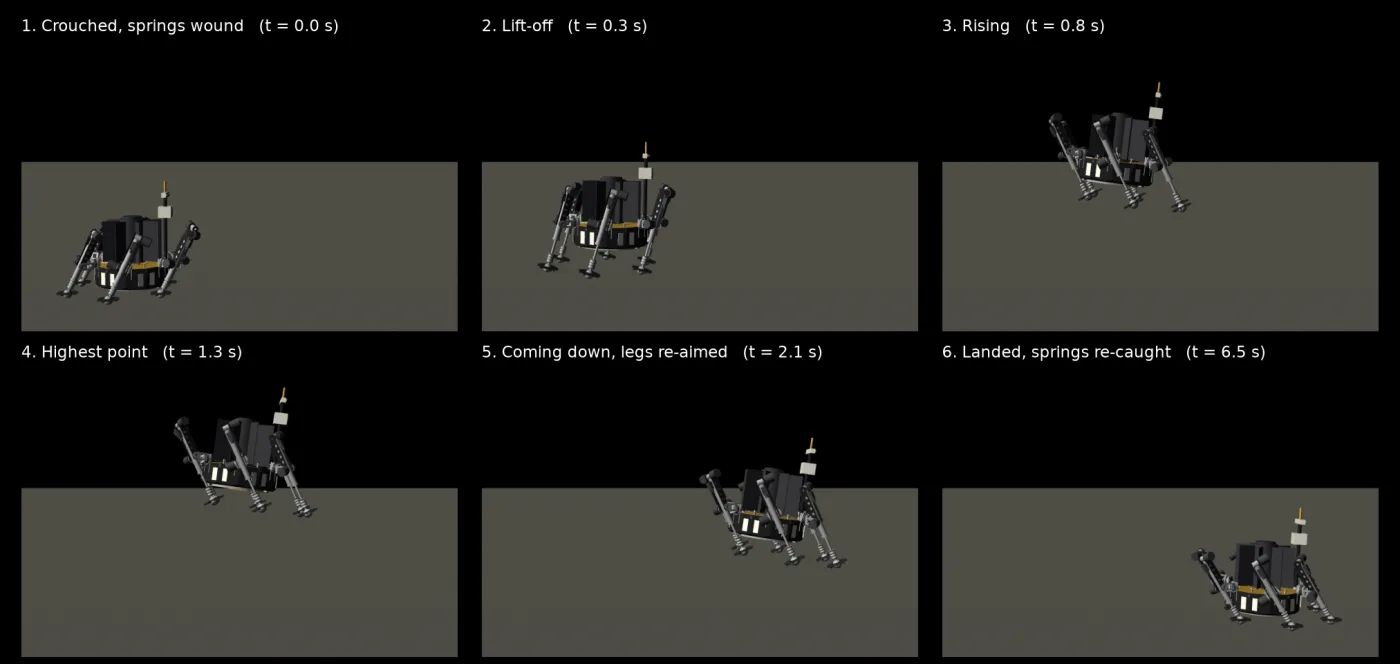 1. Crouched, springs wound (t = 0.0 s)
2. Lift-off (t = 0.3 s)
3. Rising (t = 0.8 s)
4. Highest point (t = 1.3 s)
5. Coming down, legs re-aimed (t = 2.1 s)
6. Landed, springs re-caught (t = 6.5 s)